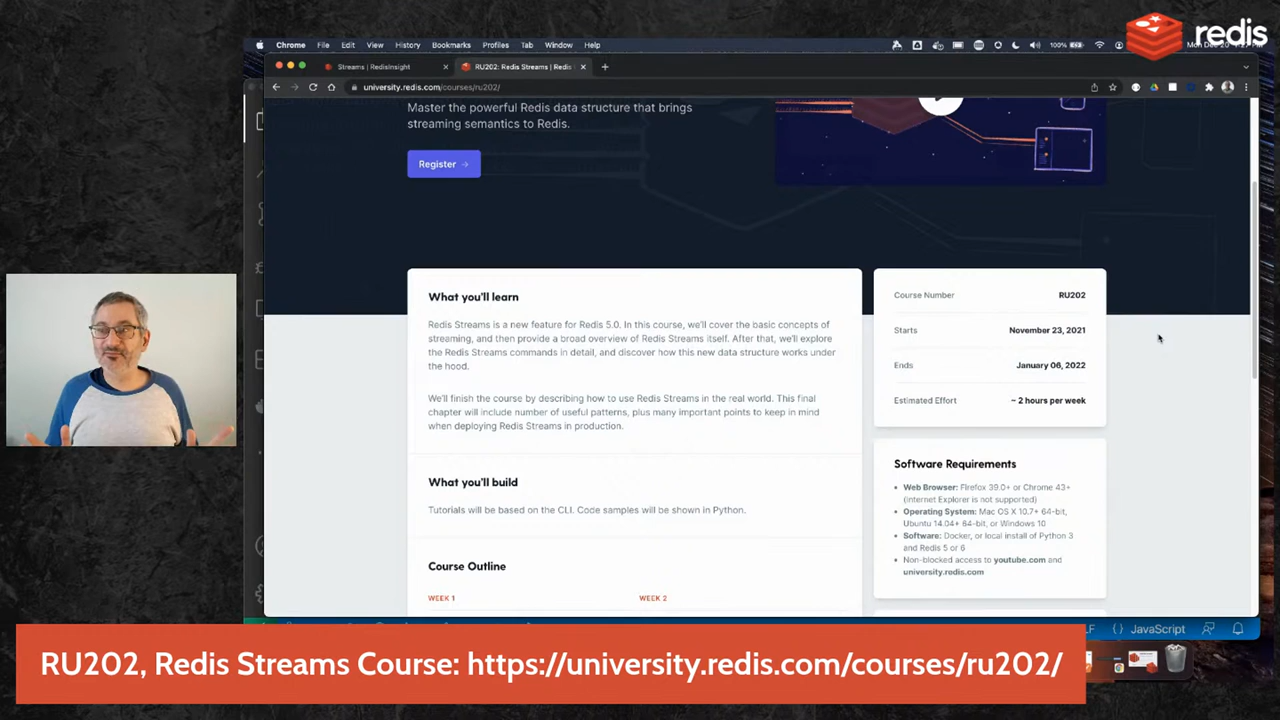 redis
Chrome File Edit View History Bookmarks Profiles Tab Window Help
100%
Mon Dec 20
Streams | RedisInsight
RU202: Redis Streams | Redis
university.redis.com/courses/ru202/
Master the powerful Redis data structure that brings
streaming semantics to Redis.
Register →
What you'll learn
Redis Streams is a new feature for Redis 5.0. In this course, we'll cover the basic concepts of
streaming, and then provide a broad overview of Redis Streams itself. After that, we'll explore
the Redis Streams commands in detail, and discover how this new data structure works under
the hood.
We'll finish the course by describing how to use Redis Streams in the real world. This final
chapter will include number of useful patterns, plus many important points to keep in mind
when deploying Redis Streams in production.
What you'll build
Tutorials will be based on the CLI. Code samples will be shown in Python.
Course Outline
WEEK 1
WEEK 2
Course Number RU202
Starts November 23, 2021
Ends January 06, 2022
Estimated Effort ~ 2 hours per week
Software Requirements
Web Browser: Firefox 39.0+ or Chrome 43+
(Internet Explorer is not supported)
Operating System: Mac OS X 10.7+ 64-bit,
Ubuntu 14.04+ 64-bit, or Windows 10
Software: Docker, or local install of Python 3
and Redis 5 or 6
Non-blocked access to youtube.com and
university.redis.com
LF {} JavaScript
RU202, Redis Streams Course: https://university.redis.com/courses/ru202/